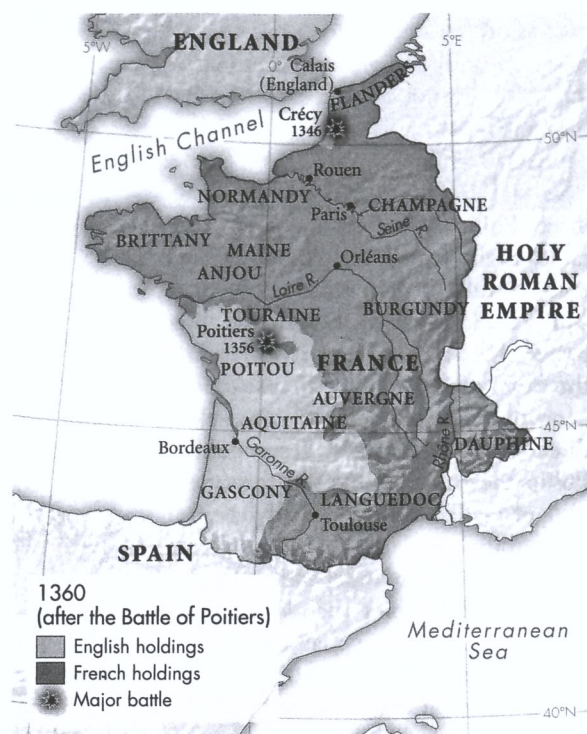 5°W
ENGLAND
0°
5°E
Calais
(England)
FLANDERS
Crécy
1346
English Channel
50°N
Rouen
NORMANDY
Paris
CHAMPAGNE
Seine R.
BRITTANY
MAINE
ANJOU
Orléans
HOLY
ROMAN
EMPIRE
Loire R.
TOURAINE
BURGUNDY
Poitiers
1356
POITOU
FRANCE
AUVERGNE
AQUITAINE
45°N
Bordeaux
Garonne R.
Rhône R.
DAUPHINE
GASCONY
LANGUEDOC
Toulouse
SPAIN
1360
(after the Battle of Poitiers)
English holdings
French holdings
Major battle
Mediterranean
Sea
40°N